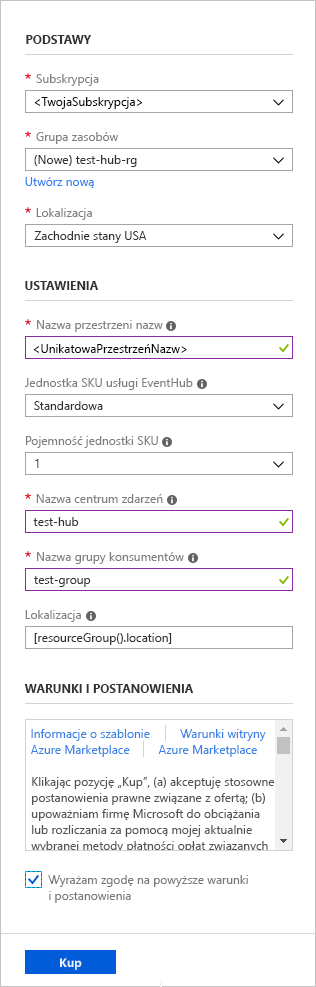 PODSTAWY
* Subskrypcja
<TwojaSubskrypcja>
* Grupa zasobów
(Nowe) test-hub-rg
Utwórz nową
* Lokalizacja
Zachodnie stany USA
USTAWIENIA
* Nazwa przestrzeni nazw
<UnikatowaPrzestrzeńNazw>
Jednostka SKU usługi EventHub
Standardowa
Pojemność jednostki SKU
1
* Nazwa centrum zdarzeń
test-hub
* Nazwa grupy konsumentów
test-group
Lokalizacja
[resourceGroup().location]
WARUNKI I POSTANOWIENIA
Informacje o szablonie | Warunki witryny
Azure Marketplace | Azure Marketplace
Klikając pozycję „Kup”, (a) akceptuję stosowne
postanowienia prawne związane z ofertą; (b)
upoważniam firmę Microsoft do obciążania
lub rozliczania za pomocą mojej aktualnie
wybranej metody płatności opłat związanych
Wyrażam zgodę na powyższe warunki
i postanowienia
Kup